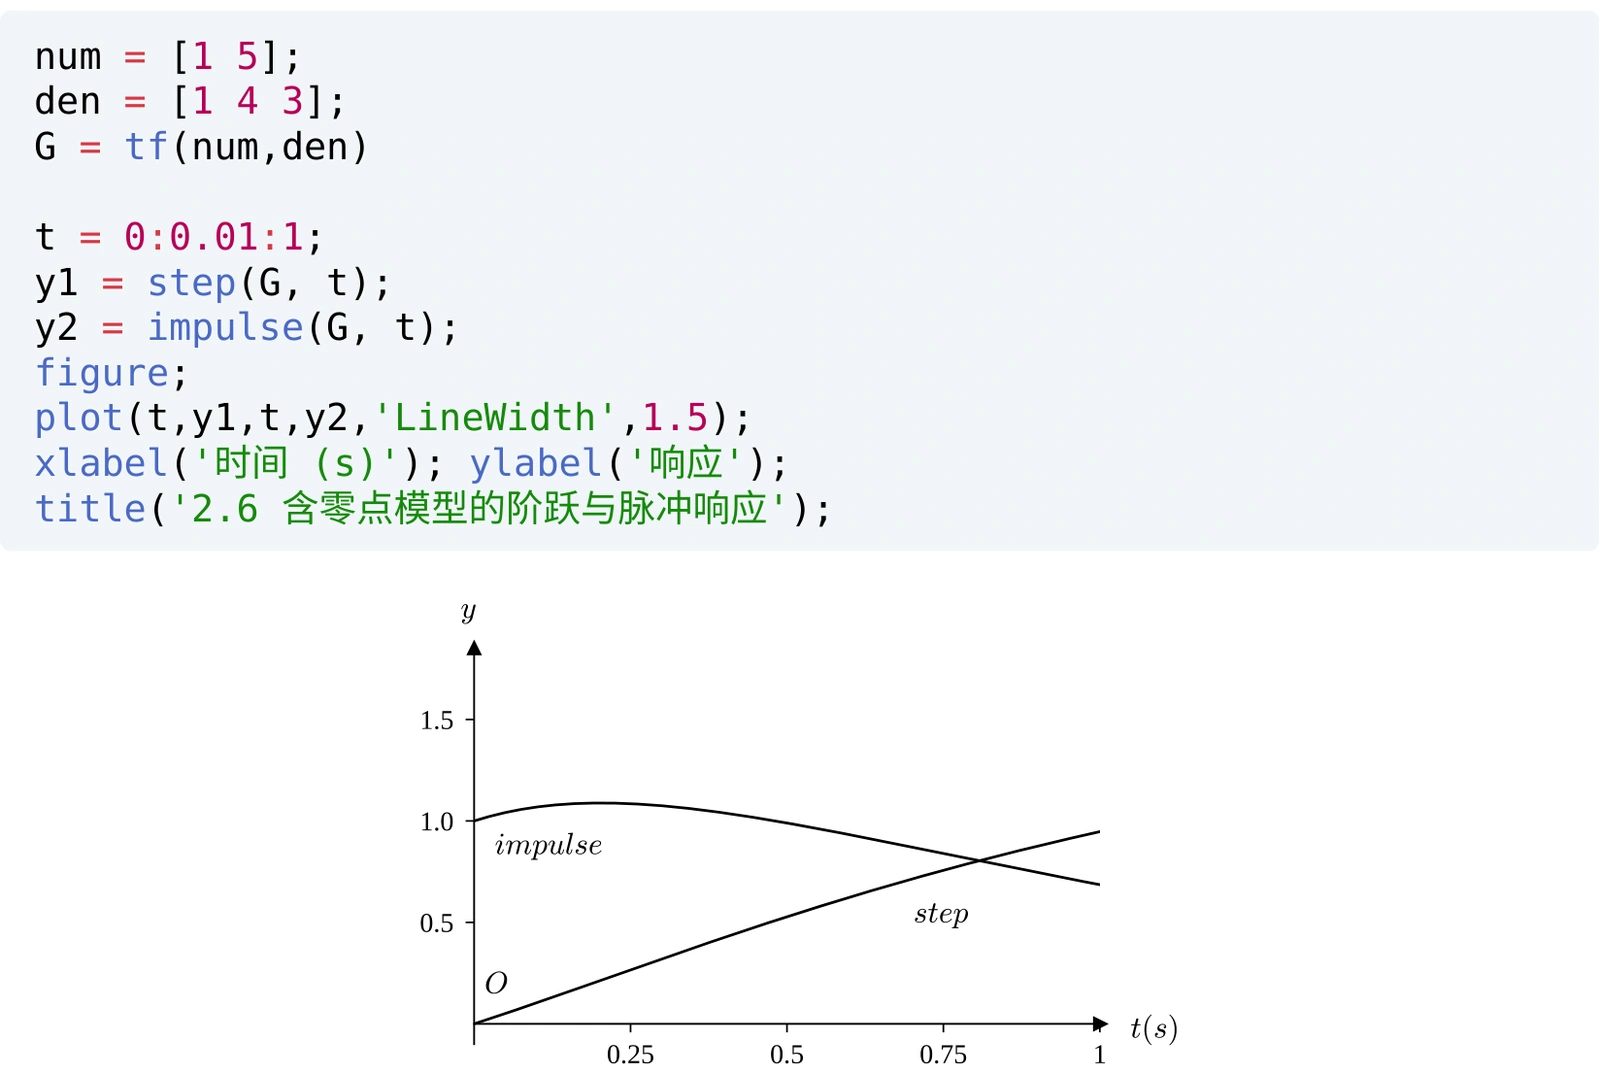 num = [1 5];
den = [1 4 3];
G = tf(num,den)
t = 0:0.01:1;
y1 = step(G, t);
y2 = impulse(G, t);
figure;
plot(t,y1,t,y2,'LineWidth',1.5);
xlabel('时间 (s)'); ylabel('响应');
title('2.6 含零点模型的阶跃与脉冲响应');
y
1.5
1.0
impulse
0.5
step
O
t(s)
0.25 0.5 0.75 1